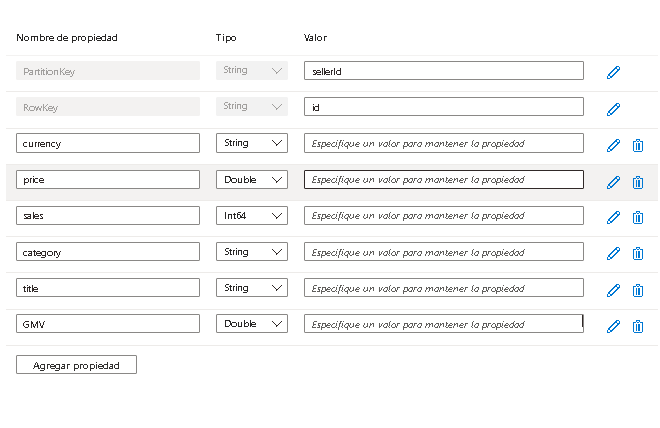 Nombre de propiedad Tipo Valor
PartitionKey String sellerId
RowKey String id
currency String Especifique un valor para mantener la propiedad
price Double Especifique un valor para mantener la propiedad
sales Int64 Especifique un valor para mantener la propiedad
category String Especifique un valor para mantener la propiedad
title String Especifique un valor para mantener la propiedad
GMV Double Especifique un valor para mantener la propiedad
Agregar propiedad